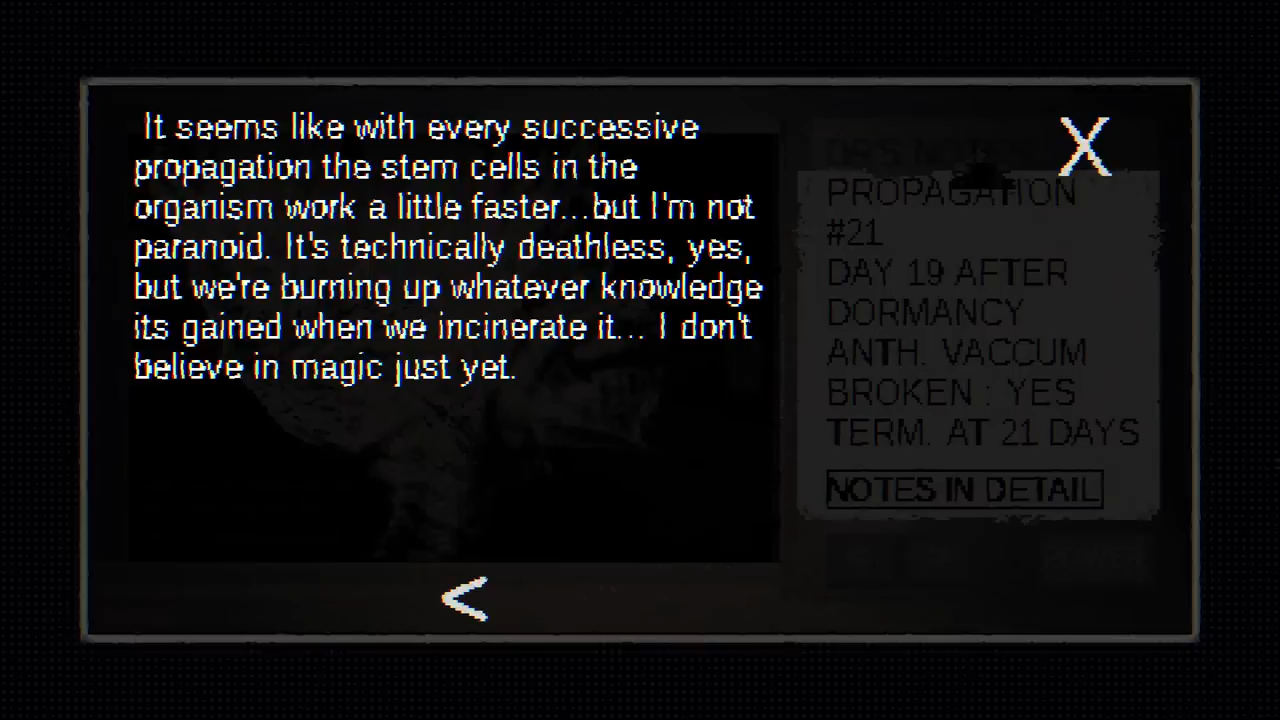 It seems like with every successive
propagation the stem cells in the
organism work a little faster...but I'm not
paranoid. It's technically deathless, yes,
but we're burning up whatever knowledge
its gained when we incinerate it... I don't
believe in magic just yet.
X
<
PROPAGATION
#21
DAY 19 AFTER
DORMANCY
ANTH. VACCUM
BROKEN : YES
TERM. AT 21 DAYS
NOTES IN DETAIL